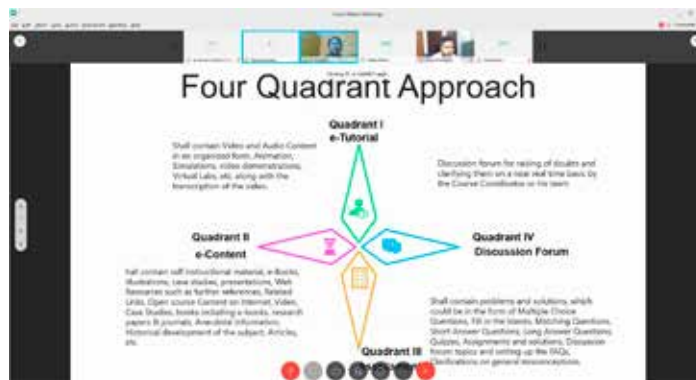 Four Quadrant Approach
Quadrant I
e-Tutorial
Shall contain Video and Audio Content
in an organized form, Animation,
Simulations, video demonstrations,
Virtual Labs, etc, along with the
transcription of the video.
Discussion forum for raising of doubts and
clarifying them on a near real time basis by
the Course Coordinator or his team
Quadrant II
e-Content
Quadrant IV
Discussion Forum
hall contain self instructional material, e-Books,
Illustrations, case studies, presentations, Web
Resources such as further references, Related
Links, Open source Content on Internet, Video,
Case Studies, books including e-books, research
papers & journals, Anecdotal information,
Historical development of the subject, Articles,
etc.
Shall contain problems and solutions, which
could be in the form of Multiple Choice
Questions, Fill in the blanks, Matching Questions,
Short Answer Questions, Long Answer Questions,
Quizzes, Assignments and solutions, Discussion
forum topics and setting up the FAQs,
Clarifications on general misconceptions.
Quadrant III